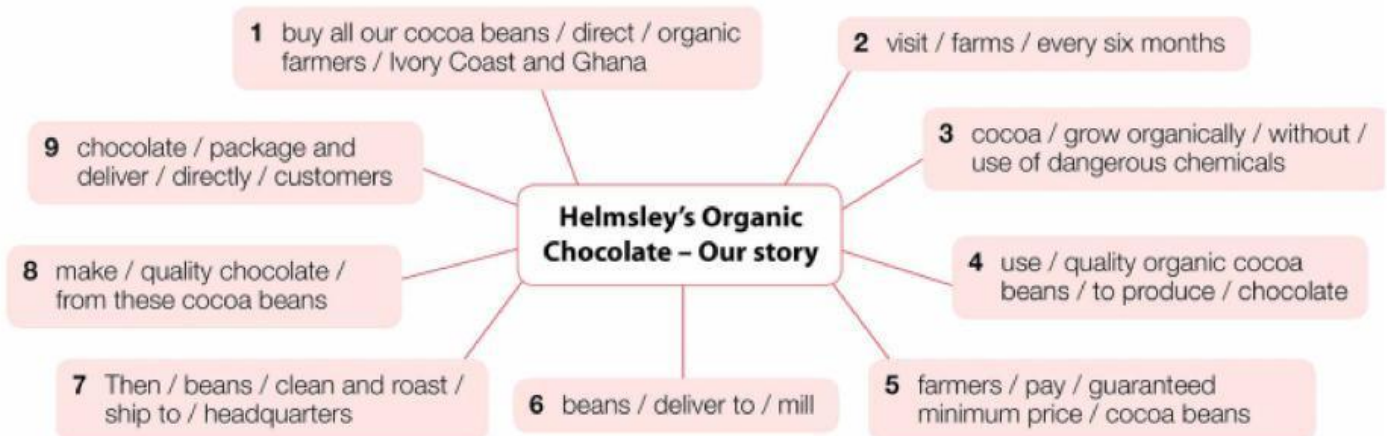 Helmsley's Organic
Chocolate – Our story
1 buy all our cocoa beans / direct / organic
farmers / Ivory Coast and Ghana
2 visit / farms / every six months
3 cocoa / grow organically / without /
use of dangerous chemicals
4 use / quality organic cocoa
beans / to produce / chocolate
5 farmers / pay / guaranteed
minimum price / cocoa beans
6 beans / deliver to / mill
7 Then / beans / clean and roast /
ship to / headquarters
8 make / quality chocolate /
from these cocoa beans
9 chocolate / package and
deliver / directly / customers